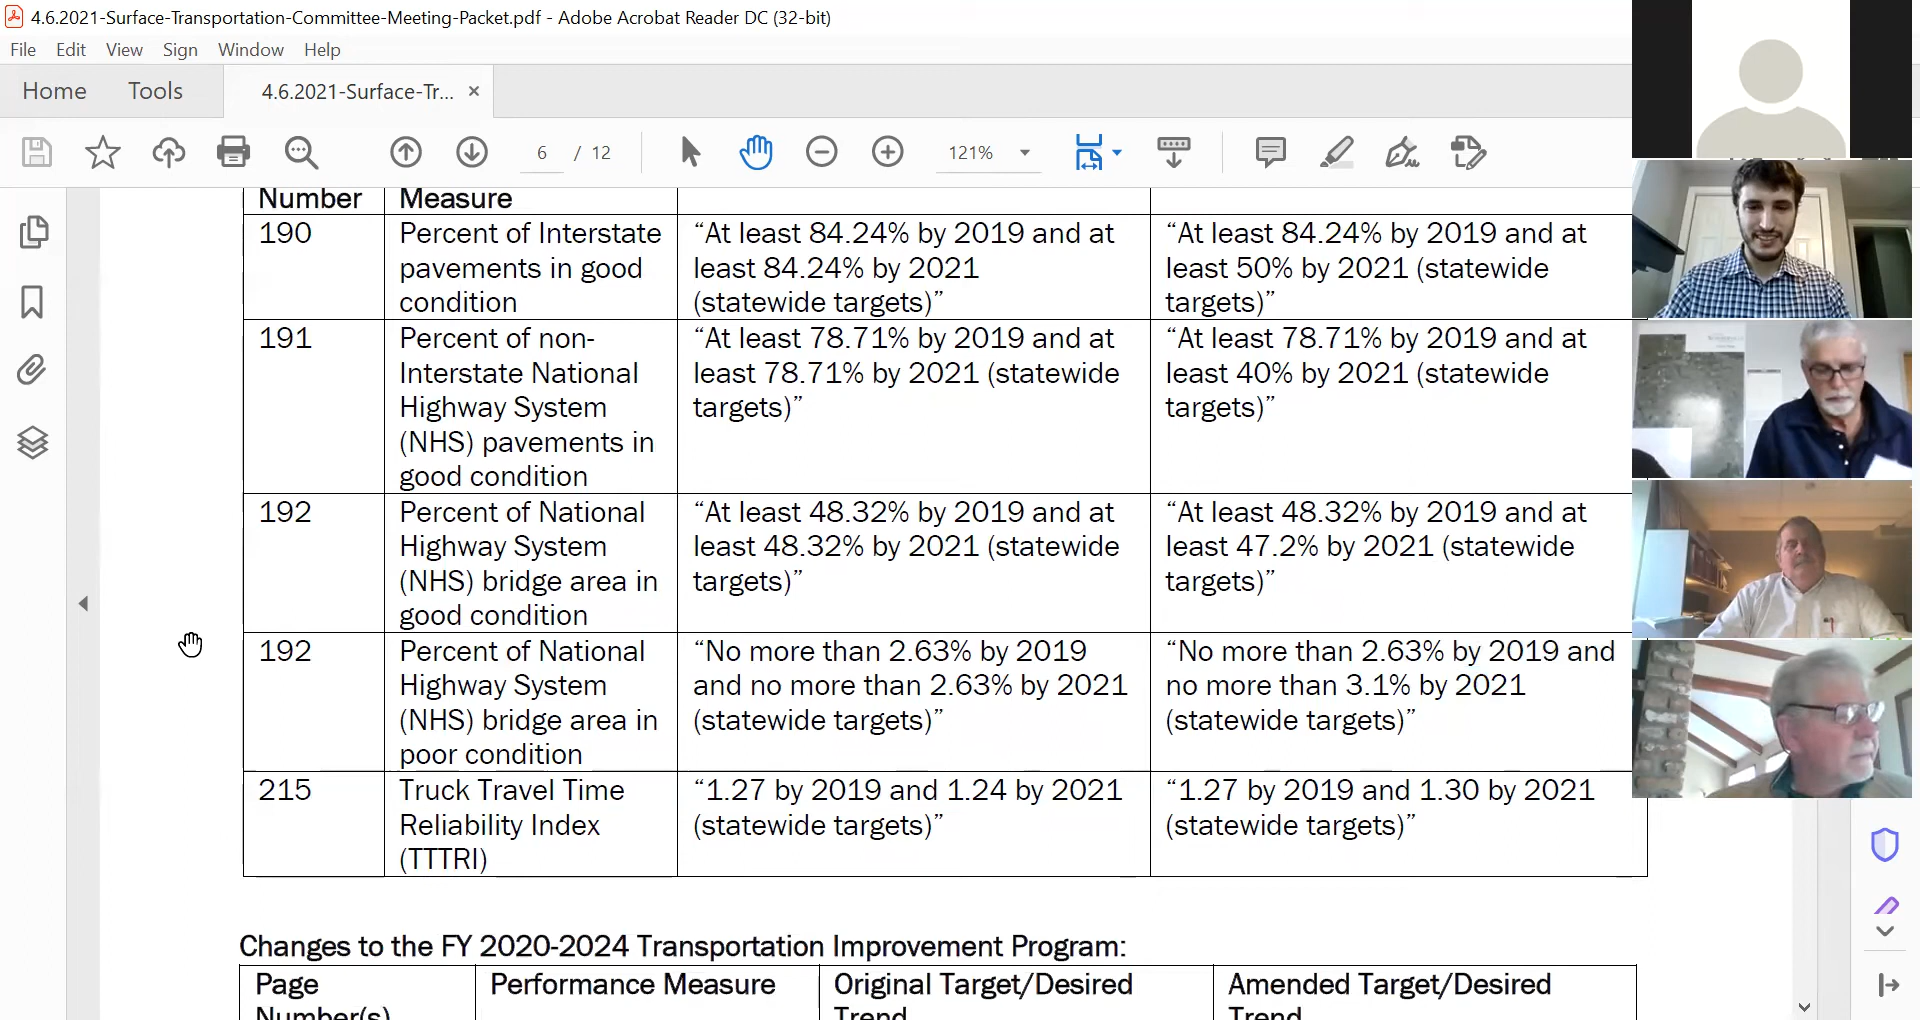 4.6.2021-Surface-Transportation-Committee-Meeting-Packet.pdf - Adobe Acrobat Reader DC (32-bit)
File Edit View Sign Window Help
Home Tools 4.6.2021-Surface-Tr... ×
6 / 12 121%
Number Measure
190 Percent of Interstate “At least 84.24% by 2019 and at “At least 84.24% by 2019 and at
pavements in good least 84.24% by 2021 least 50% by 2021 (statewide
condition (statewide targets)” targets)”
191 Percent of non- “At least 78.71% by 2019 and at “At least 78.71% by 2019 and at
Interstate National least 78.71% by 2021 (statewide least 40% by 2021 (statewide
Highway System targets)” targets)”
(NHS) pavements in
good condition
192 Percent of National “At least 48.32% by 2019 and at “At least 48.32% by 2019 and at
Highway System least 48.32% by 2021 (statewide least 47.2% by 2021 (statewide
(NHS) bridge area in targets)” targets)”
good condition
192 Percent of National “No more than 2.63% by 2019 “No more than 2.63% by 2019 and
Highway System and no more than 2.63% by 2021 no more than 3.1% by 2021
(NHS) bridge area in (statewide targets)” (statewide targets)”
poor condition
215 Truck Travel Time “1.27 by 2019 and 1.24 by 2021 “1.27 by 2019 and 1.30 by 2021
Reliability Index (statewide targets)” (statewide targets)”
(TTTRI)
Changes to the FY 2020-2024 Transportation Improvement Program:
Page Performance Measure Original Target/Desired Amended Target/Desired
Number(s) Trend Trend